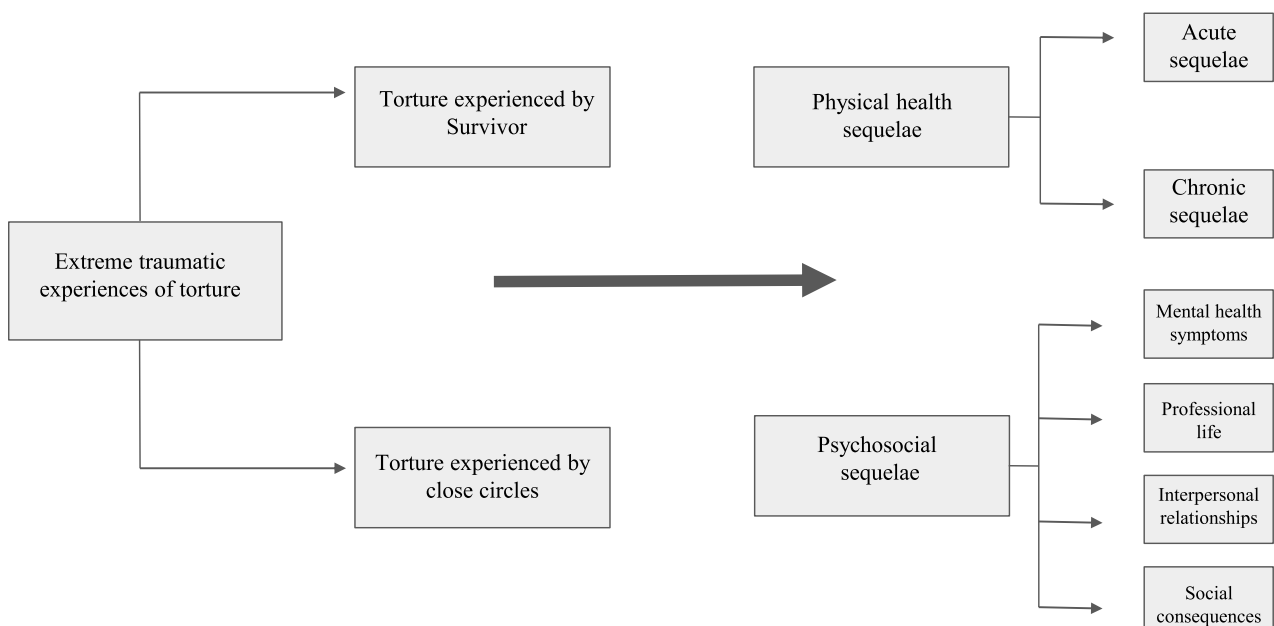 Extreme traumatic
experiences of torture
Torture experienced by
Survivor
Torture experienced by
close circles
Physical health
sequelae
Acute
sequelae
Chronic
sequelae
Psychosocial
sequelae
Mental health
symptoms
Professional
life
Interpersonal
relationships
Social
consequences